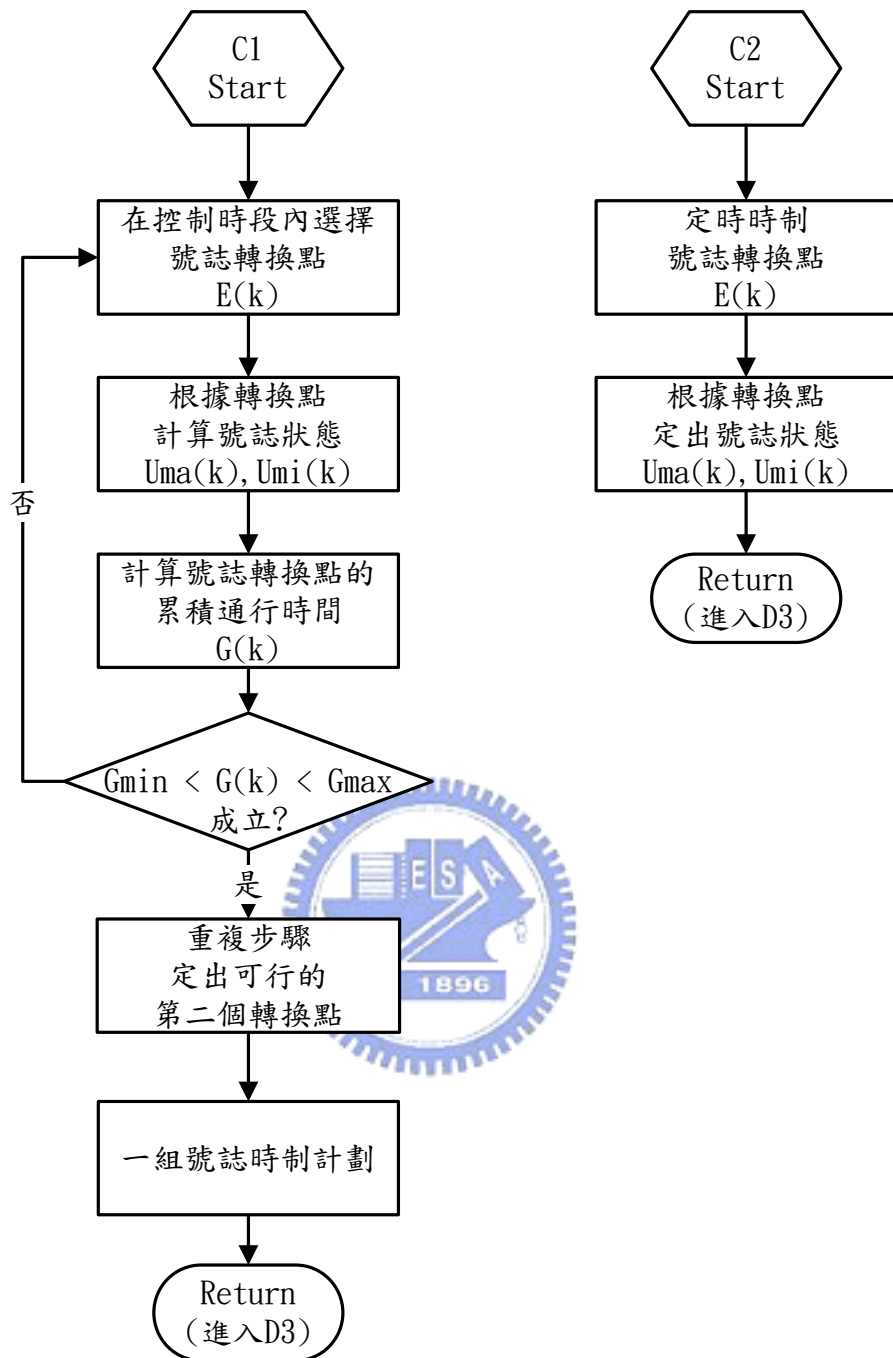 C1
Start
在控制時段內選擇
號誌轉換點
E(k)
根據轉換點
計算號誌狀態
Uma(k),Umi(k)
計算號誌轉換點的
累積通行時間
G(k)
Gmin < G(k) < Gmax
成立?
否
是
重複步驟
定出可行的
第二個轉換點
一組號誌時制計劃
Return
(進入D3)
C2
Start
定時時制
號誌轉換點
E(k)
根據轉換點
定出號誌狀態
Uma(k),Umi(k)
Return
(進入D3)
E S A
1896